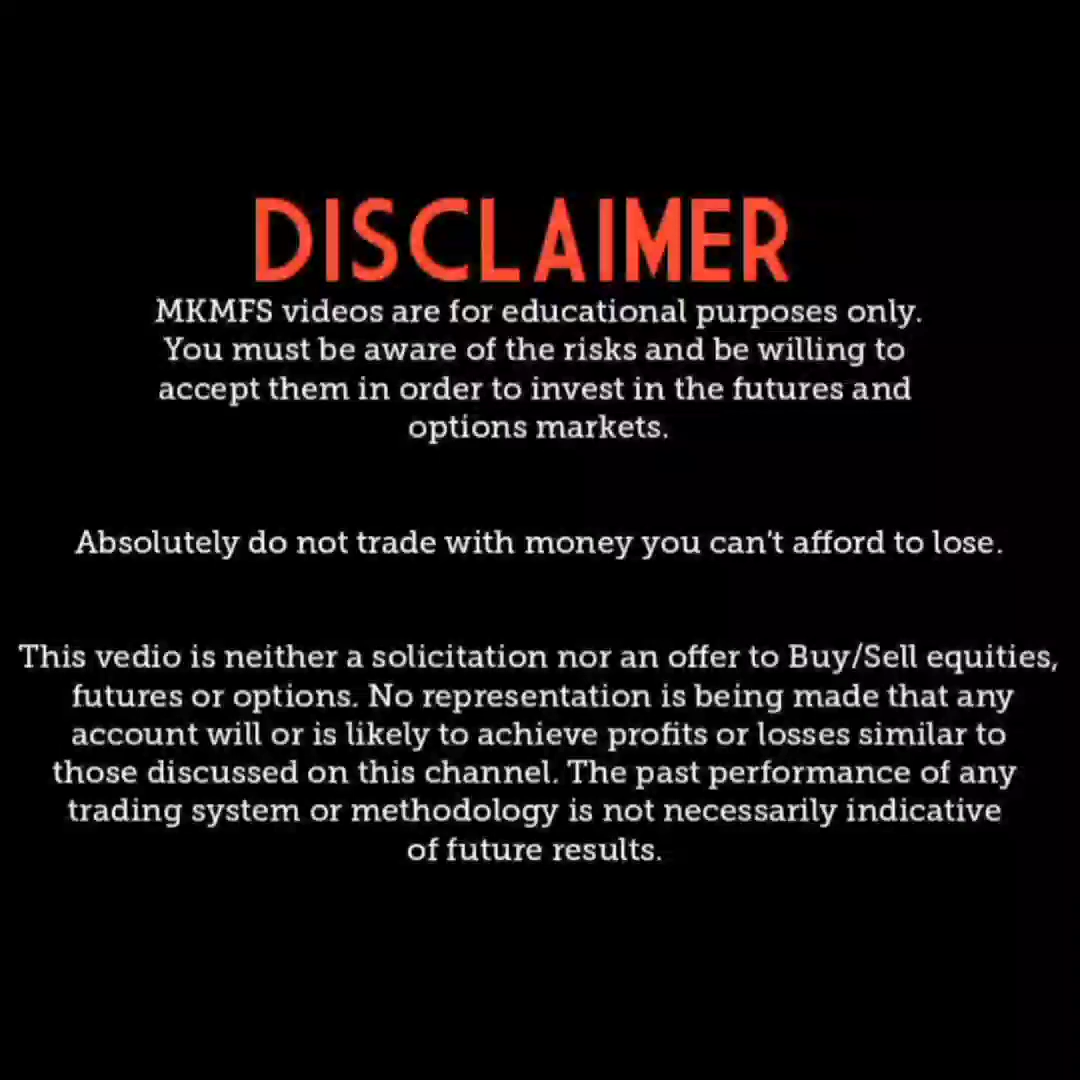 DISCLAIMER
MKMFS videos are for educational purposes only.
You must be aware of the risks and be willing to
accept them in order to invest in the futures and
options markets.
Absolutely do not trade with money you can't afford to lose.
This vedio is neither a solicitation nor an offer to Buy/Sell equities,
futures or options. No representation is being made that any
account will or is likely to achieve profits or losses similar to
those discussed on this channel. The past performance of any
trading system or methodology is not necessarily indicative
of future results.